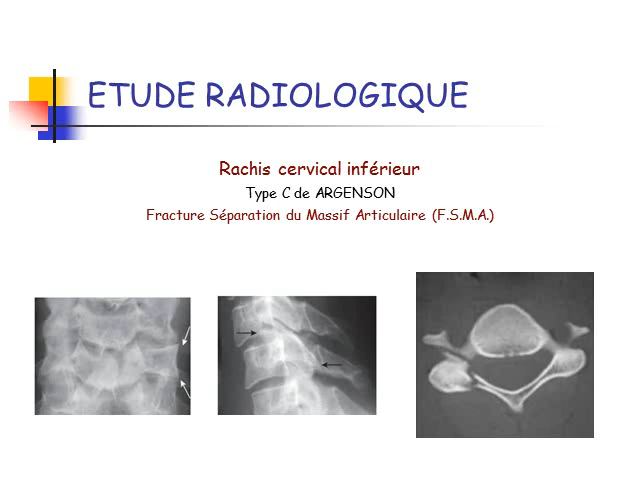 ETUDE RADIOLOGIQUE
Rachis cervical inférieur
Type C de ARGENSON
Fracture Séparation du Massif Articulaire (F.S.M.A.)